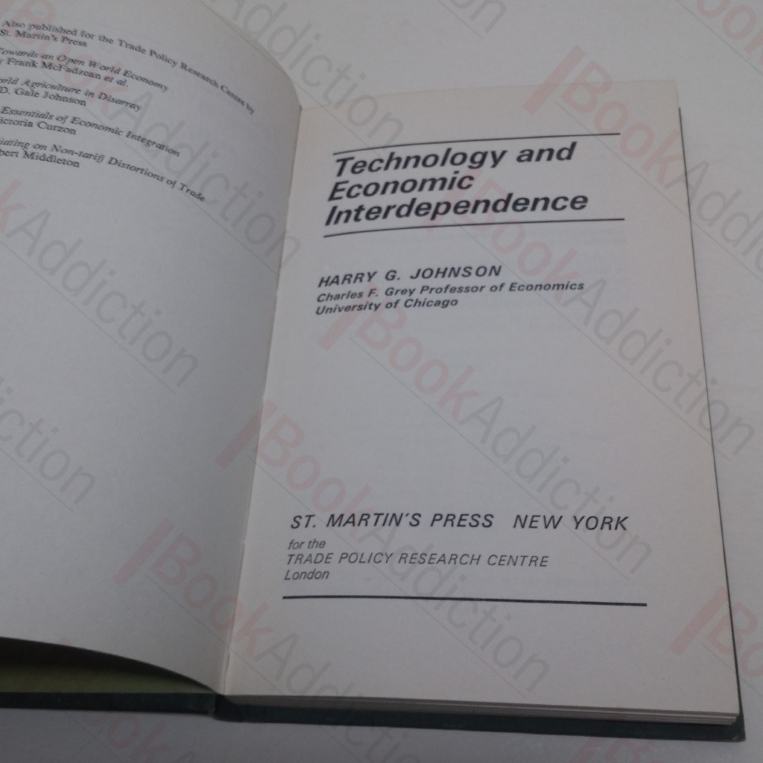 Also published for the Trade Policy Research Centre by
St. Martin's Press
Towards an Open World Economy
Frank McFadzean et al.
World Agriculture in Disarray
D. Gale Johnson
Essentials of Economic Integration
Victoria Curzon
on Non-tariff Distortions of Trade
Middleton
Technology and
Economic
Interdependence
HARRY G. JOHNSON
Charles F. Grey Professor of Economics
University of Chicago
ST. MARTIN'S PRESS NEW YORK
for the
TRADE POLICY RESEARCH CENTRE
London
BookAddiction